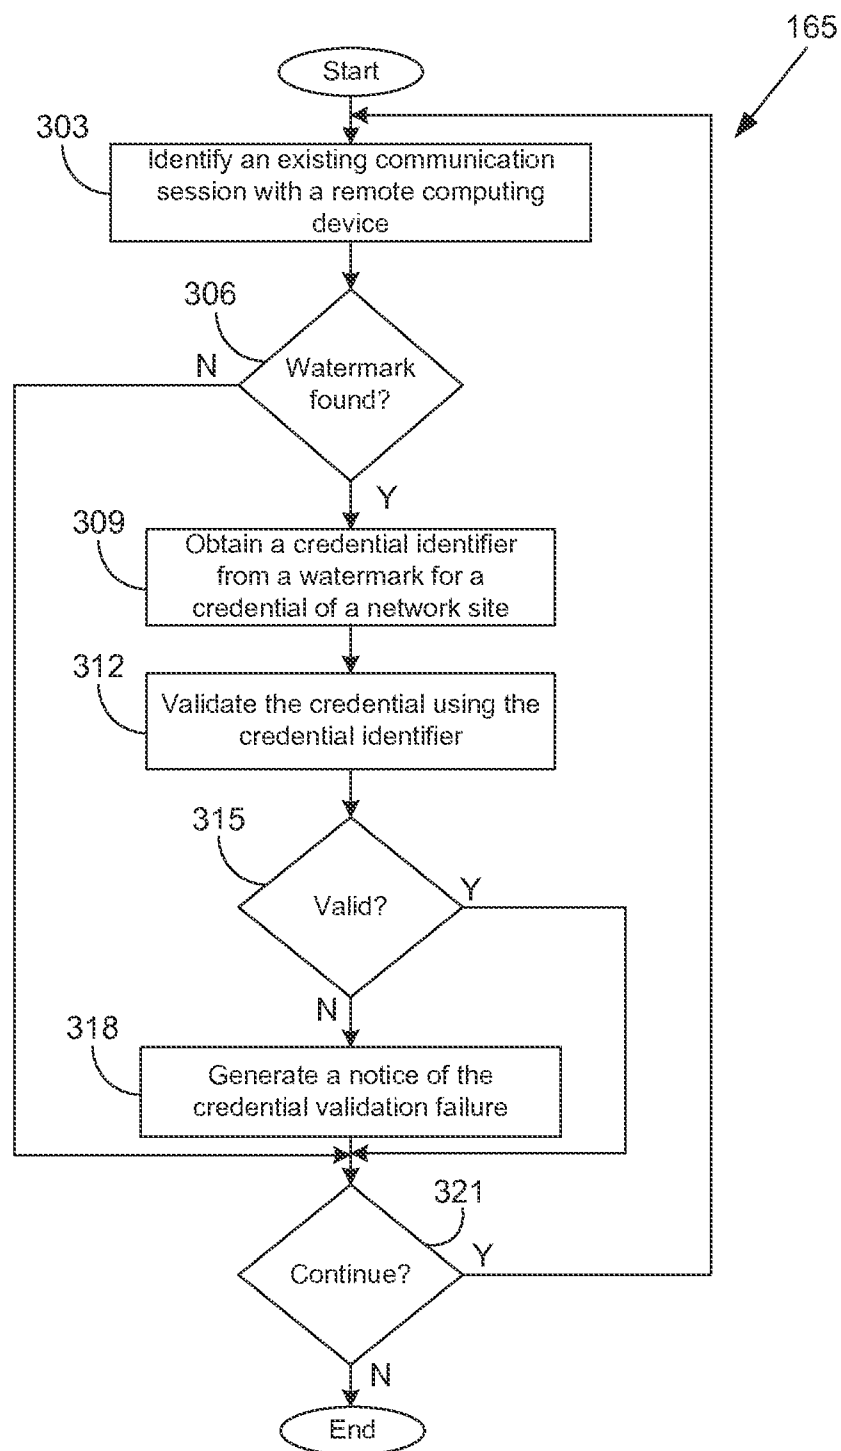 165
Start
303
Identify an existing communication
session with a remote computing
device
306
N
Watermark
found?
Y
309
Obtain a credential identifier
from a watermark for a
credential of a network site
312
Validate the credential using the
credential identifier
315
Y
Valid?
N
318
Generate a notice of the
credential validation failure
321
Y
Continue?
N
End